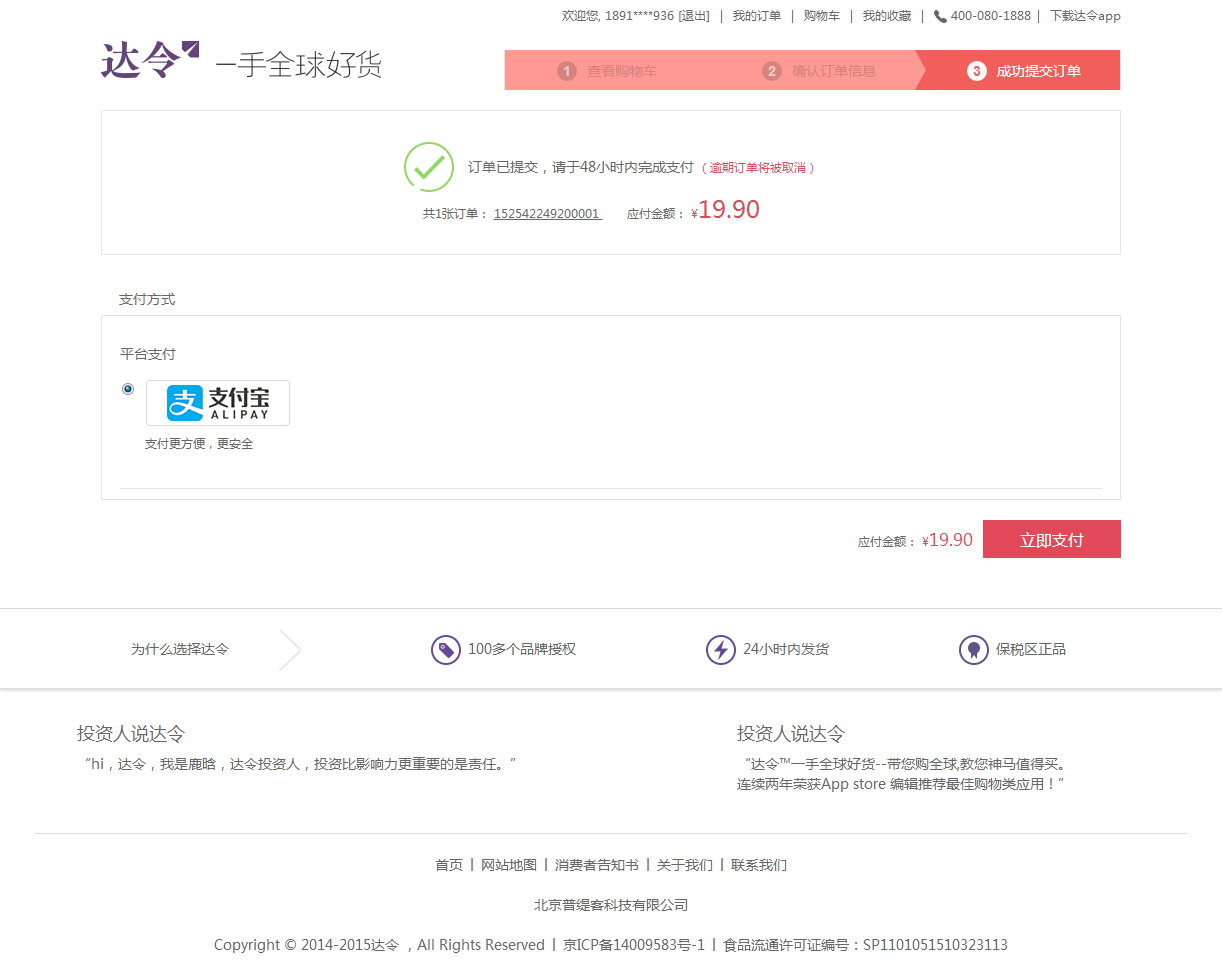 欢迎您, 1891****936 [退出] | 我的订单 | 购物车 | 我的收藏 | 400-080-1888 | 下载达令app
达令 一手全球好货
1 查看购物车 2 确认订单信息 3 成功提交订单
订单已提交，请于48小时内完成支付（逾期订单将被取消）
共1张订单： 152542249200001 应付金额：¥19.90
支付方式
平台支付
支 支付宝
ALIPAY
支付更方便，更安全
应付金额：¥19.90 立即支付
为什么选择达令 100多个品牌授权 24小时内发货 保税区正品
投资人说达令
“hi，达令，我是鹿晗，达令投资人，投资比影响力更重要的是责任。”
投资人说达令
“达令™一手全球好货--带您购全球,教您神马值得买。
连续两年荣获App store 编辑推荐最佳购物类应用！”
首页 | 网站地图 | 消费者告知书 | 关于我们 | 联系我们
北京普缇客科技有限公司
Copyright © 2014-2015达令 ，All Rights Reserved | 京ICP备14009583号-1 | 食品流通许可证编号：SP1101051510323113